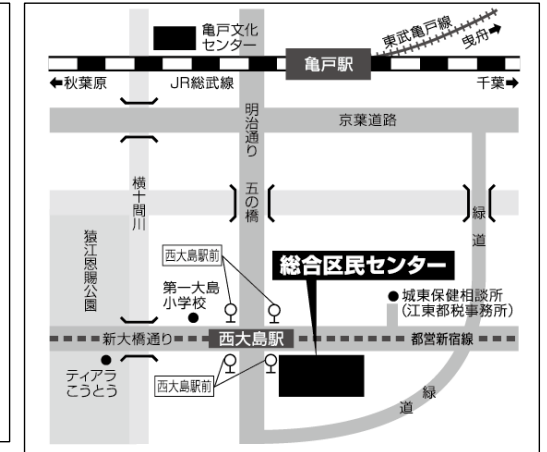 亀戸文化
センター
東武亀戸線
曳舟
亀戸駅
←秋葉原
JR総武線
千葉→
明治通り
京葉道路
横十間川
五の橋
緑道
猿江恩賜公園
西大島駅前
総合区民センター
第一大島
小学校
城東保健相談所
(江東都税事務所)
新大橋通り
西大島駅
都営新宿線
ティアラ
こうとう
西大島駅前
緑道